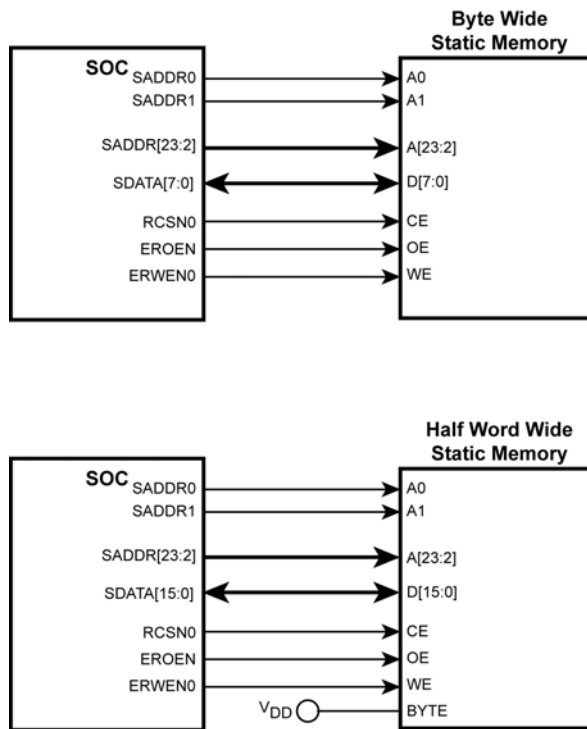 Byte Wide
Static Memory
SOC
SADDR0 A0
SADDR1 A1
SADDR[23:2] A[23:2]
SDATA[7:0] D[7:0]
RCSN0 CE
EROEN OE
ERWEN0 WE
Half Word Wide
Static Memory
SOC
SADDR0 A0
SADDR1 A1
SADDR[23:2] A[23:2]
SDATA[15:0] D[15:0]
RCSN0 CE
EROEN OE
ERWEN0 WE
VDD BYTE